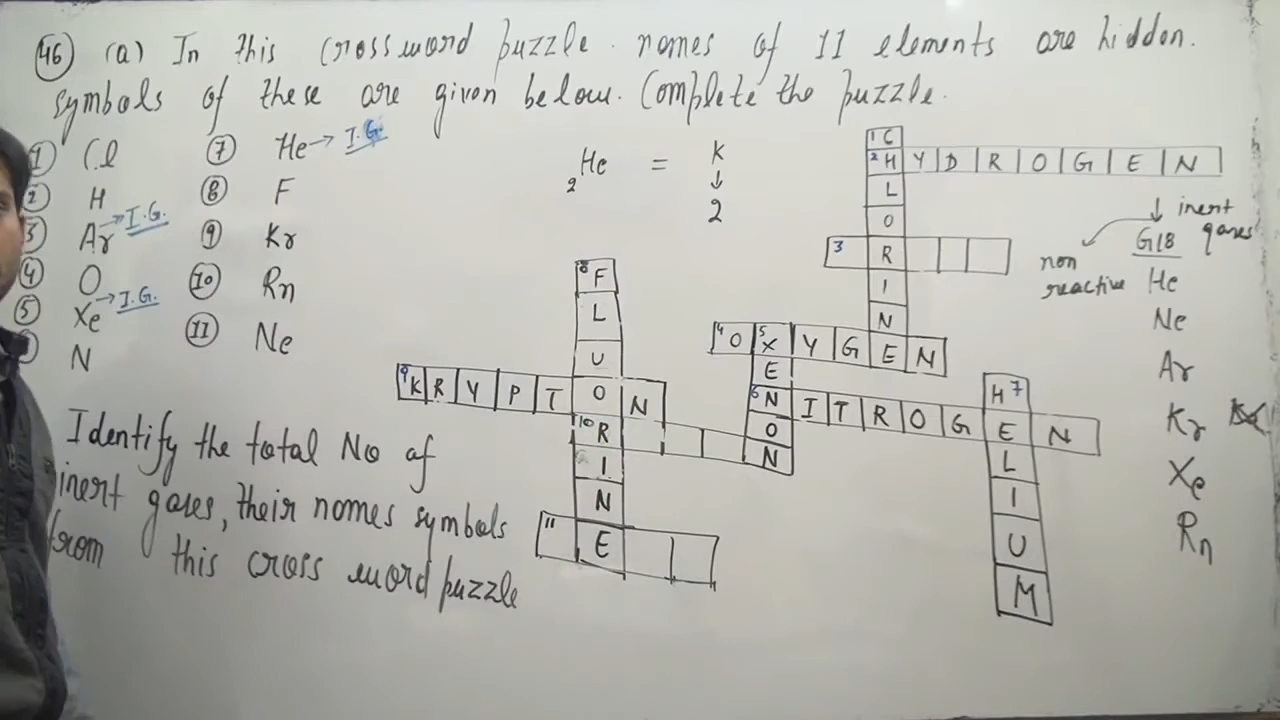 46 (a) In this Crossword puzzle names of 11 elements are hidden.
symbols of these are given below. Complete the puzzle.
1 Cl
2 H
3 Ar → I.G.
4 O
5 Xe → I.G.
N
7 He → I.G.
8 F
9 Kr
10 Rn
11 Ne
2He = K
↓
2
1 C
2 H Y D R O G E N
L
O
3 R
I
N
4 O 5 X Y G E N
E
6 N I T R O G E N
O
N
H 7
E
L
I
U
M
8 F
L
U
9 K R Y P T O N
10 R N
I
N
11 E
↓ inert gases
G18
non reactive
He
Ne
Ar
Kr
Xe
Rn
Identify the total No of
inert gases, their names symbols
from this cross word puzzle